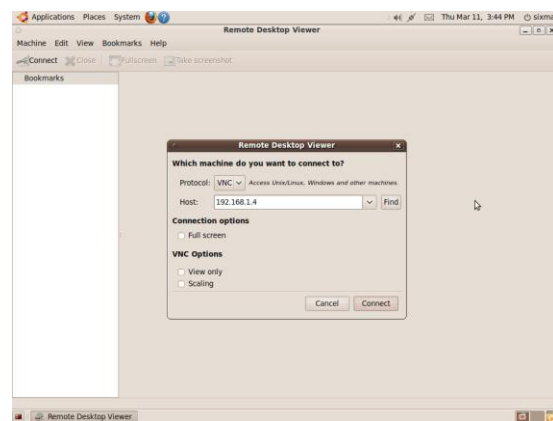 Applications Places System Thu Mar 11, 3:44 PM
Remote Desktop Viewer
Machine Edit View Bookmarks Help
Connect Close Fullscreen Take screenshot
Bookmarks
Remote Desktop Viewer
Which machine do you want to connect to?
Protocol: VNC Access Unix/Linux, Windows and other machines.
Host: 192.168.1.4 Find
Connection options
Full screen
VNC Options
View only
Scaling
Cancel Connect
Remote Desktop Viewer